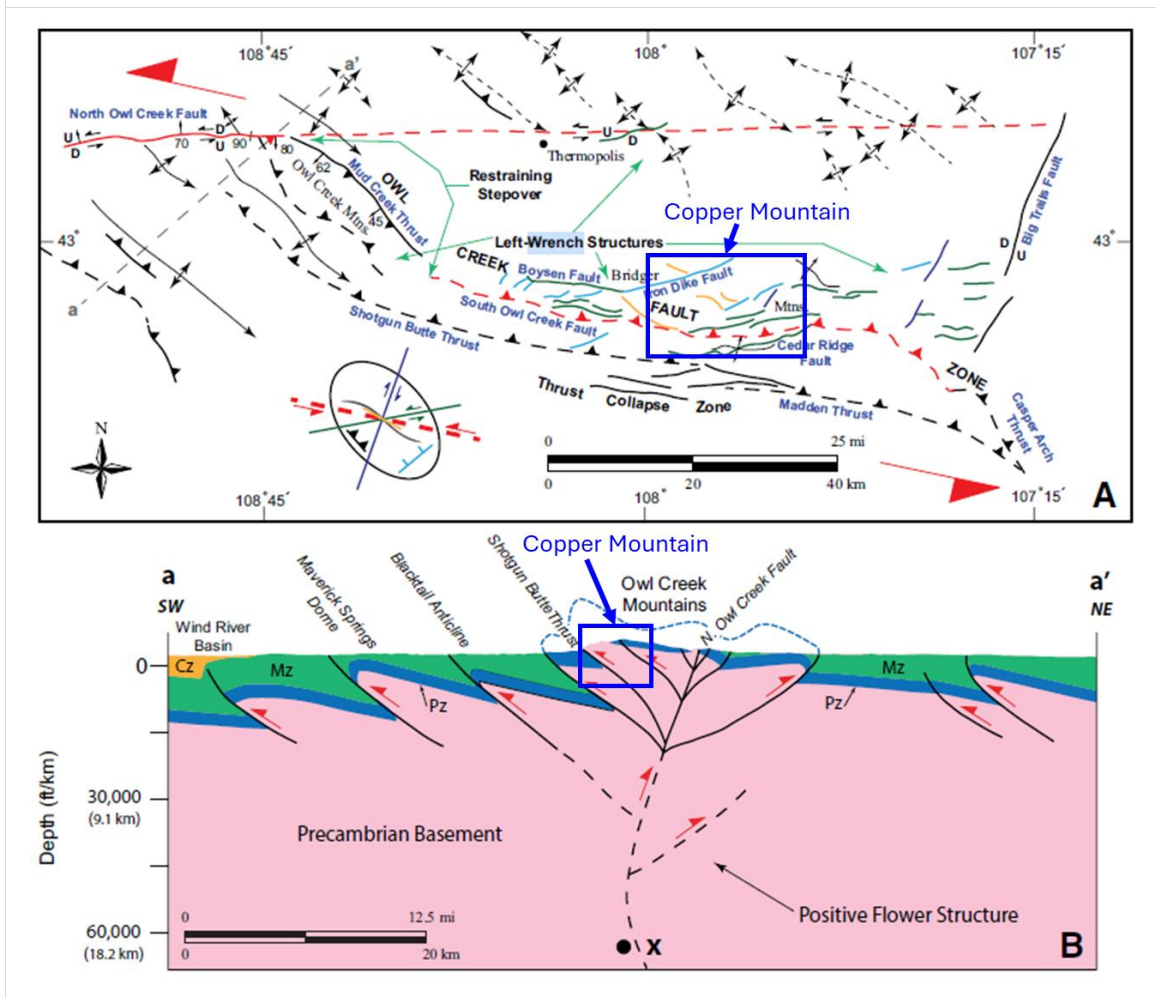 108°45´
108°
107°15´
a'
North Owl Creek Fault
U
D
70
D
U
90
80
62
45
Owl Creek Mtns.
Mud Creek Thrust
OWL
U
D
Thermopolis
Restraining
Stepover
Copper Mountain
Big Trails Fault
D
U
43°
43°
Left-Wrench Structures
CREEK
Boysen Fault
Bridger
Iron Dike Fault
FAULT
Mtns.
South Owl Creek Fault
Shotgun Butte Thrust
Cedar Ridge
Fault
a
ZONE
Thrust Collapse Zone
Madden Thrust
Casper Arch
Thrust
N
0
25 mi
0
20
40 km
108°45´
108°
107°15´
A
Copper Mountain
a
SW
a'
NE
Wind River
Basin
Maverick Springs
Dome
Blacktail Anticline
Shotgun Butte Thrust
Owl Creek
Mountains
N. Owl Creek Fault
0
Cz
Mz
Pz
Mz
Pz
Depth (ft/km)
30,000
(9.1 km)
60,000
(18.2 km)
Precambrian Basement
Positive Flower Structure
0
12.5 mi
0
20 km
X
B